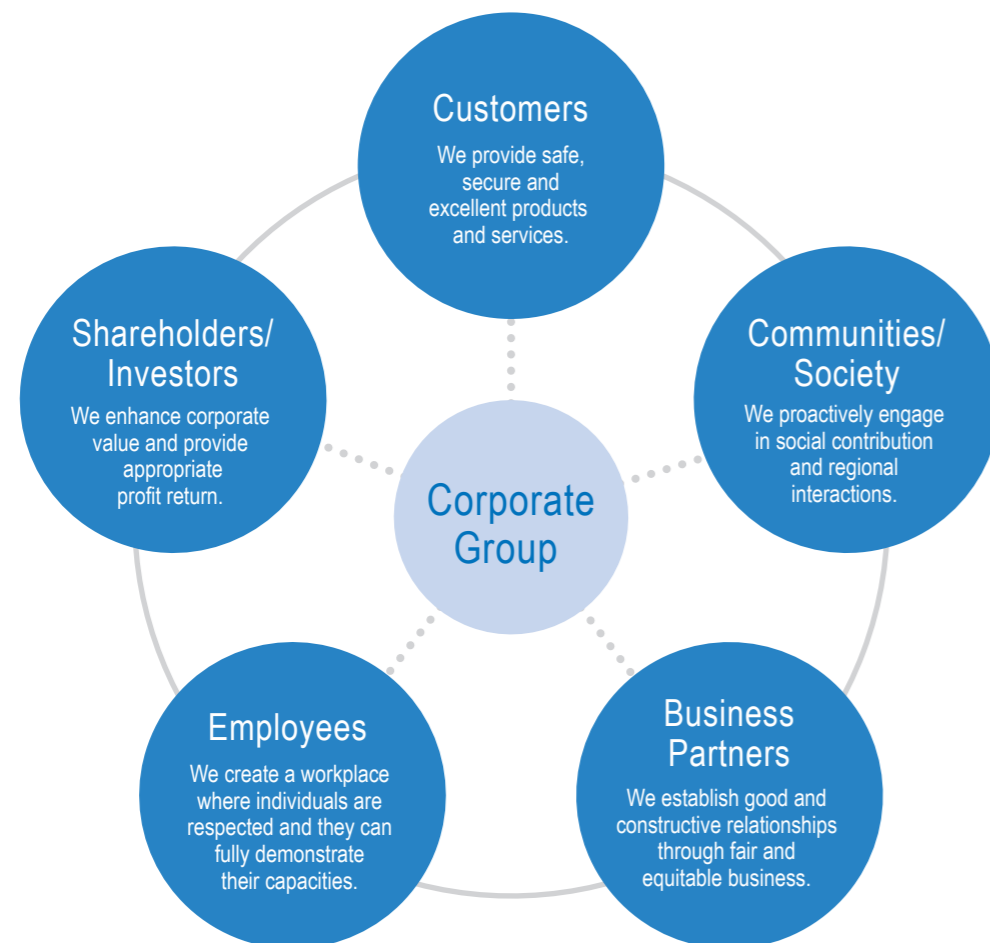 Customers
We provide safe,
secure and
excellent products
and services.
Shareholders/
Investors
We enhance corporate
value and provide
appropriate
profit return.
Communities/
Society
We proactively engage
in social contribution
and regional
interactions.
Corporate
Group
Employees
We create a workplace
where individuals are
respected and they can
fully demonstrate
their capacities.
Business
Partners
We establish good and
constructive relationships
through fair and
equitable business.